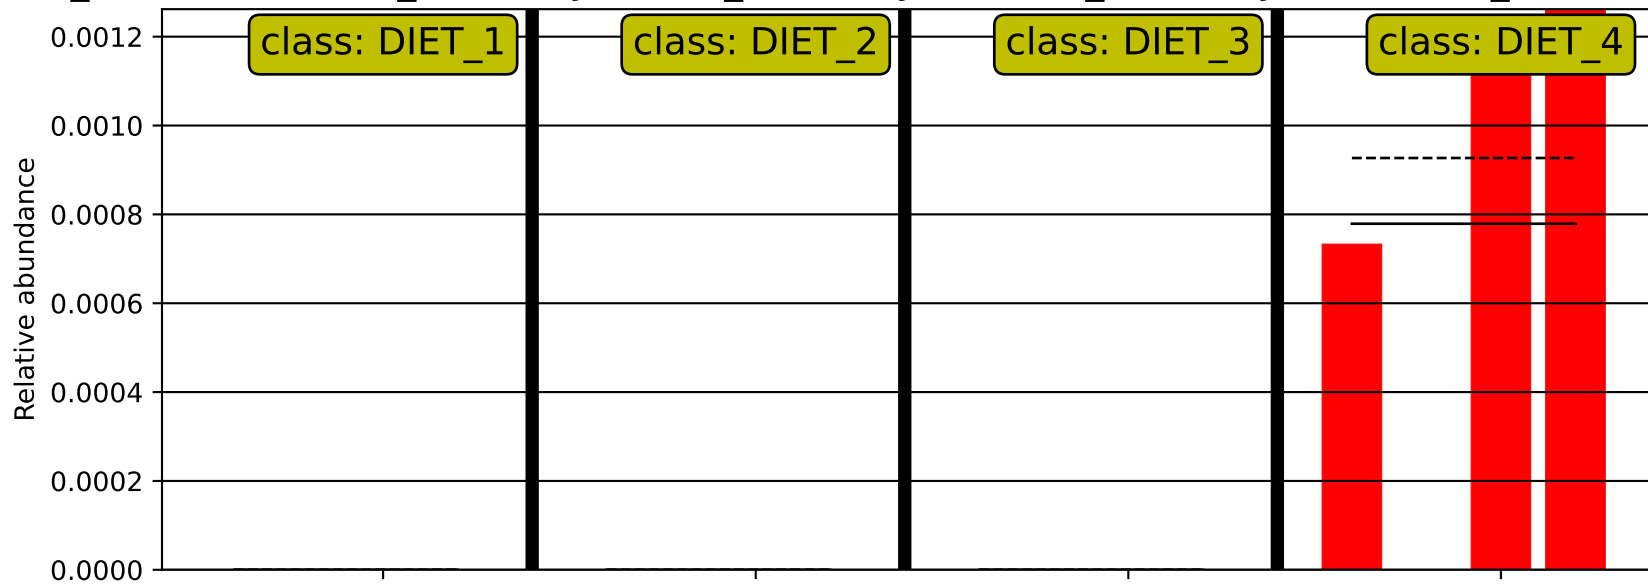 class: DIET_1
class: DIET_2
class: DIET_3
class: DIET_4
Relative abundance
0.0012
0.0010
0.0008
0.0006
0.0004
0.0002
0.0000